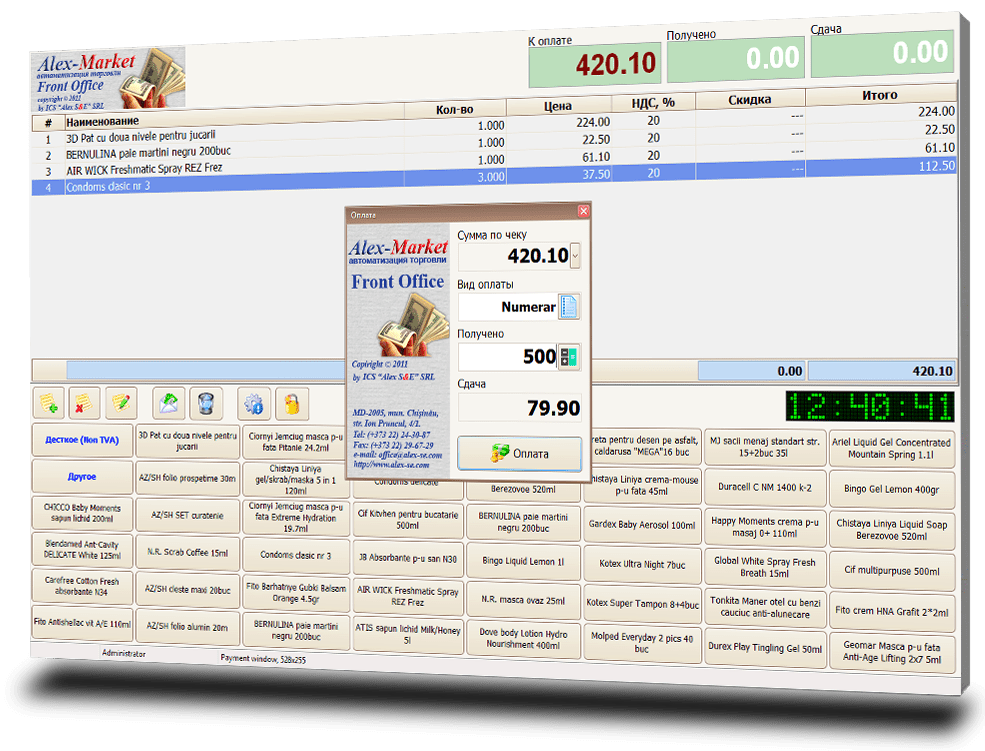 Alex-Market
автоматизация торговли
Front Office
copyright © 2011
by ICS "Alex S&E" SRL
К оплате
420.10
Получено
0.00
Сдача
0.00
# Наименование Кол-во Цена НДС, % Скидка Итого
1 3D Pat cu doua nivele pentru jucarii 1.000 224.00 20 --- 224.00
2 BERNULINA paie martini negru 200buc 1.000 22.50 20 --- 22.50
3 AIR WICK Freshmatic Spray REZ Frez 1.000 61.10 20 --- 61.10
4 Condoms clasic nr 3 3.000 37.50 20 --- 112.50
Оплата
Alex-Market
автоматизация торговли
Front Office
Copiright © 2011
by ICS "Alex S&E" SRL
MD-2005, mun. Chişinău,
str. Ion Pruncul, 4/1.
Tel: (+373 22) 24-30-87
Fax: (+373 22) 29-67-29
e-mail: office@alex-se.com
http://www.alex-se.com
Сумма по чеку
420.10
Вид оплаты
Numerar
Получено
500
Сдача
79.90
Оплата
0.00 420.10
12:40:41
Десткое (Non TVA)
3D Pat cu doua nivele pentru
jucarii
Ciornyi Jemciug masca p-u
fata Pitanie 24.2ml
reta pentru desen pe asfalt,
caldarusa "MEGA"16 buc
MJ sacii menaj standart str.
15+2buc 35l
Ariel Liquid Gel Concentrated
Mountain Spring 1.1l
Другое
AZ/SH folio prospetime 30m
Chistaya Liniya
gel/skrab/maska 5 in 1
120ml
Condoms delicate
Berezovoe 520ml
histaya Liniya crema-mouse
p-u fata 45ml
Duracell C NM 1400 k-2
Bingo Gel Lemon 400gr
CHICCO Baby Moments
sapun lichid 200ml
AZ/SH SET curatenie
Ciornyi Jemciug masca p-u
fata Extreme Hydration
19.7ml
Cif Kitvhen pentru bucatarie
500ml
BERNULINA paie martini
negru 200buc
Gardex Baby Aerosol 100ml
Happy Moments crema p-u
masaj 0+ 110ml
Chistaya Liniya Liquid Soap
Berezovoe 520ml
Blendamed Ant-Cavity
DELICATE White 125ml
N.R. Scrab Coffee 15ml
Condoms clasic nr 3
JB Absorbante p-u san N30
Bingo Liquid Lemon 1l
Kotex Ultra Night 7buc
Global White Spray Fresh
Breath 15ml
Cif multipurpuse 500ml
Carefree Cotton Fresh
absorbante N34
AZ/SH cleste maxi 20buc
Fito Barhatnye Gubki Balsam
Orange 4.5gr
AIR WICK Freshmatic Spray
REZ Frez
N.R. masca ovaz 25ml
Kotex Super Tampon 8+4buc
Tonkita Maner otel cu benzi
cauciuc anti-alunecare
Fito crem HNA Grafit 2*2ml
Fito Antishellac vit A/E 110ml
AZ/SH folio alumin 20m
BERNULINA paie martini
negru 200buc
ATIS sapun lichid Milk/Honey
5l
Dove body Lotion Hydro
Nourishment 400ml
Molped Everyday 2 pics 40
buc
Durex Play Tingling Gel 50ml
Geomar Masca p-u fata
Anti-Age Lifting 2x7 5ml
Administrator Payment window, 528x255